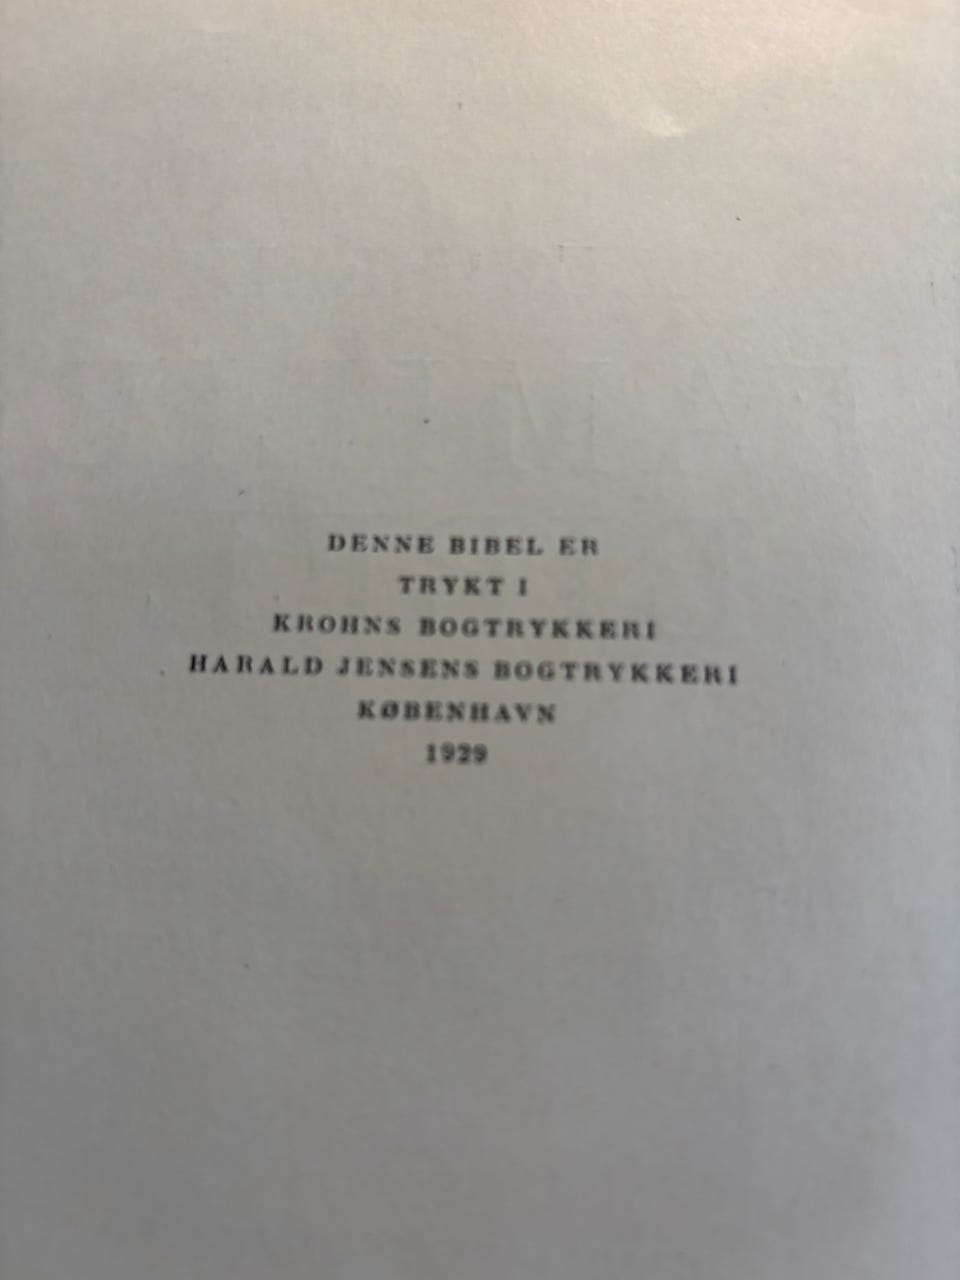 DENNE BIBEL ER
TRYKT I
KROHNS BOGTRYKKERI
HARALD JENSENS BOGTRYKKERI
KØBENHAVN
1929